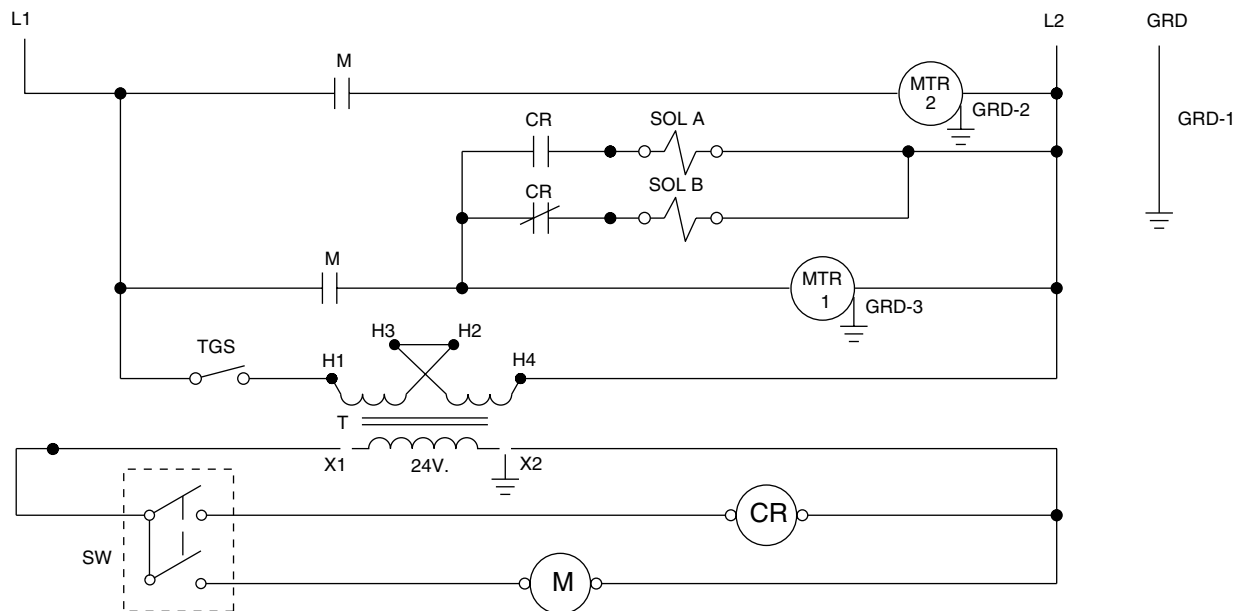 L1
L2
GRD
M
MTR
2
GRD-2
GRD-1
CR
SOL A
CR
SOL B
M
MTR
1
GRD-3
TGS
H1
H3
H2
H4
T
X1
24V.
X2
SW
CR
M